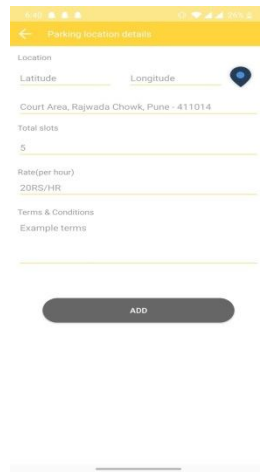 Parking location details
Location
Latitude Longitude
Court Area, Rajwada Chowk, Pune - 411014
Total slots
5
Rate(per hour)
20RS/HR
Terms & Conditions
Example terms
ADD